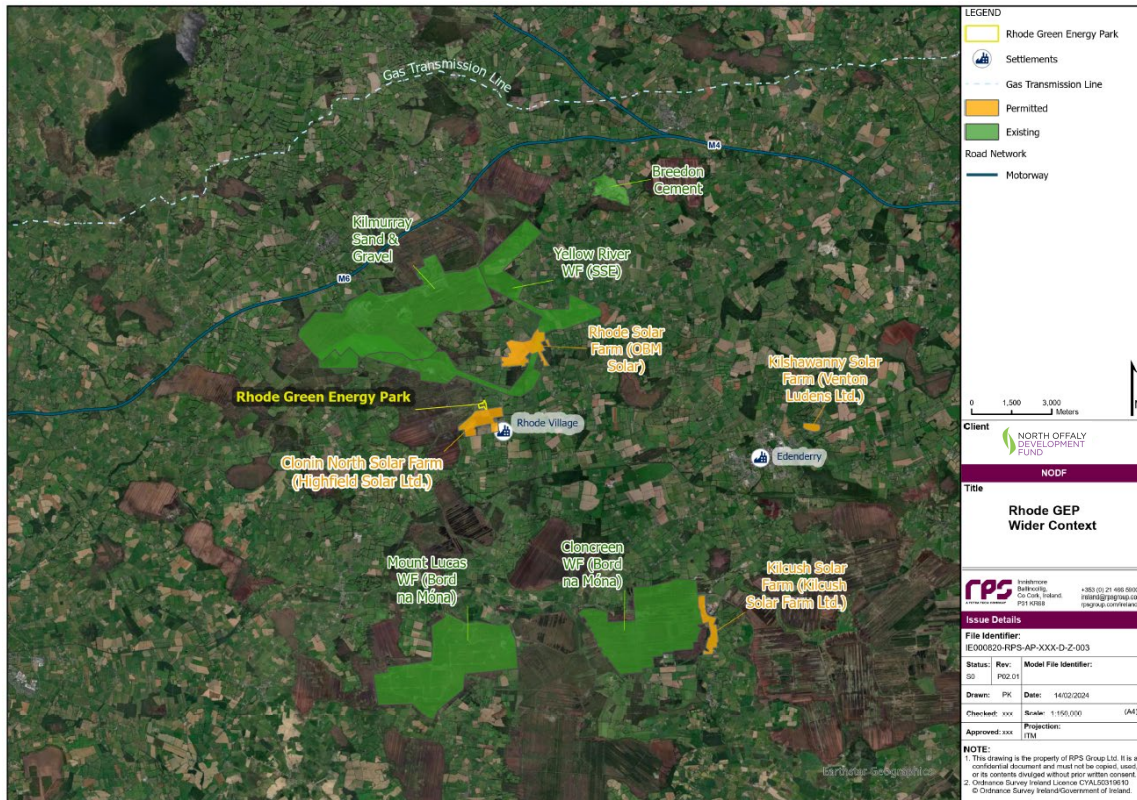 Gas Transmission Line
Gas Transmission Line
M4
Breedon
Cement
Kilmurray
Sand &
Gravel
Yellow River
WF (SSE)
M6
Rhode Solar
Farm (OBM
Solar)
Kilshawanny Solar
Farm (Venton
Ludens Ltd.)
Rhode Green Energy Park
Rhode Village
Edenderry
Clonin North Solar Farm
(Highfield Solar Ltd.)
Mount Lucas
WF (Bord
na Móna)
Cloncreen
WF (Bord
na Móna)
Kilcush Solar
Farm (Kilcush
Solar Farm Ltd.)
Earthstar Geographics
LEGEND
Rhode Green Energy Park
Settlements
Gas Transmission Line
Permitted
Existing
Road Network
Motorway
0 1,500 3,000
Meters
Client
NORTH OFFALY
DEVELOPMENT
FUND
NODF
Title
Rhode GEP
Wider Context
rps
Innishmore
Ballincollig,
Co Cork, Ireland.
P31 KR68
+353 (0) 21 466 5900
ireland@rpsgroup.com
rpsgroup.com/ireland
Issue Details
File Identifier:
IE000820-RPS-AP-XXX-D-Z-003
Status: Rev: Model File Identifier:
S0 P02.01
Drawn: PK Date: 14/02/2024
Checked: xxx Scale: 1:150,000 (A4)
Approved: xxx Projection:
ITM
NOTE:
1. This drawing is the property of RPS Group Ltd. It is a
confidential document and must not be copied, used,
or its contents divulged without prior written consent.
2. Ordnance Survey Ireland Licence CYAL50319610
© Ordnance Survey Ireland/Government of Ireland.